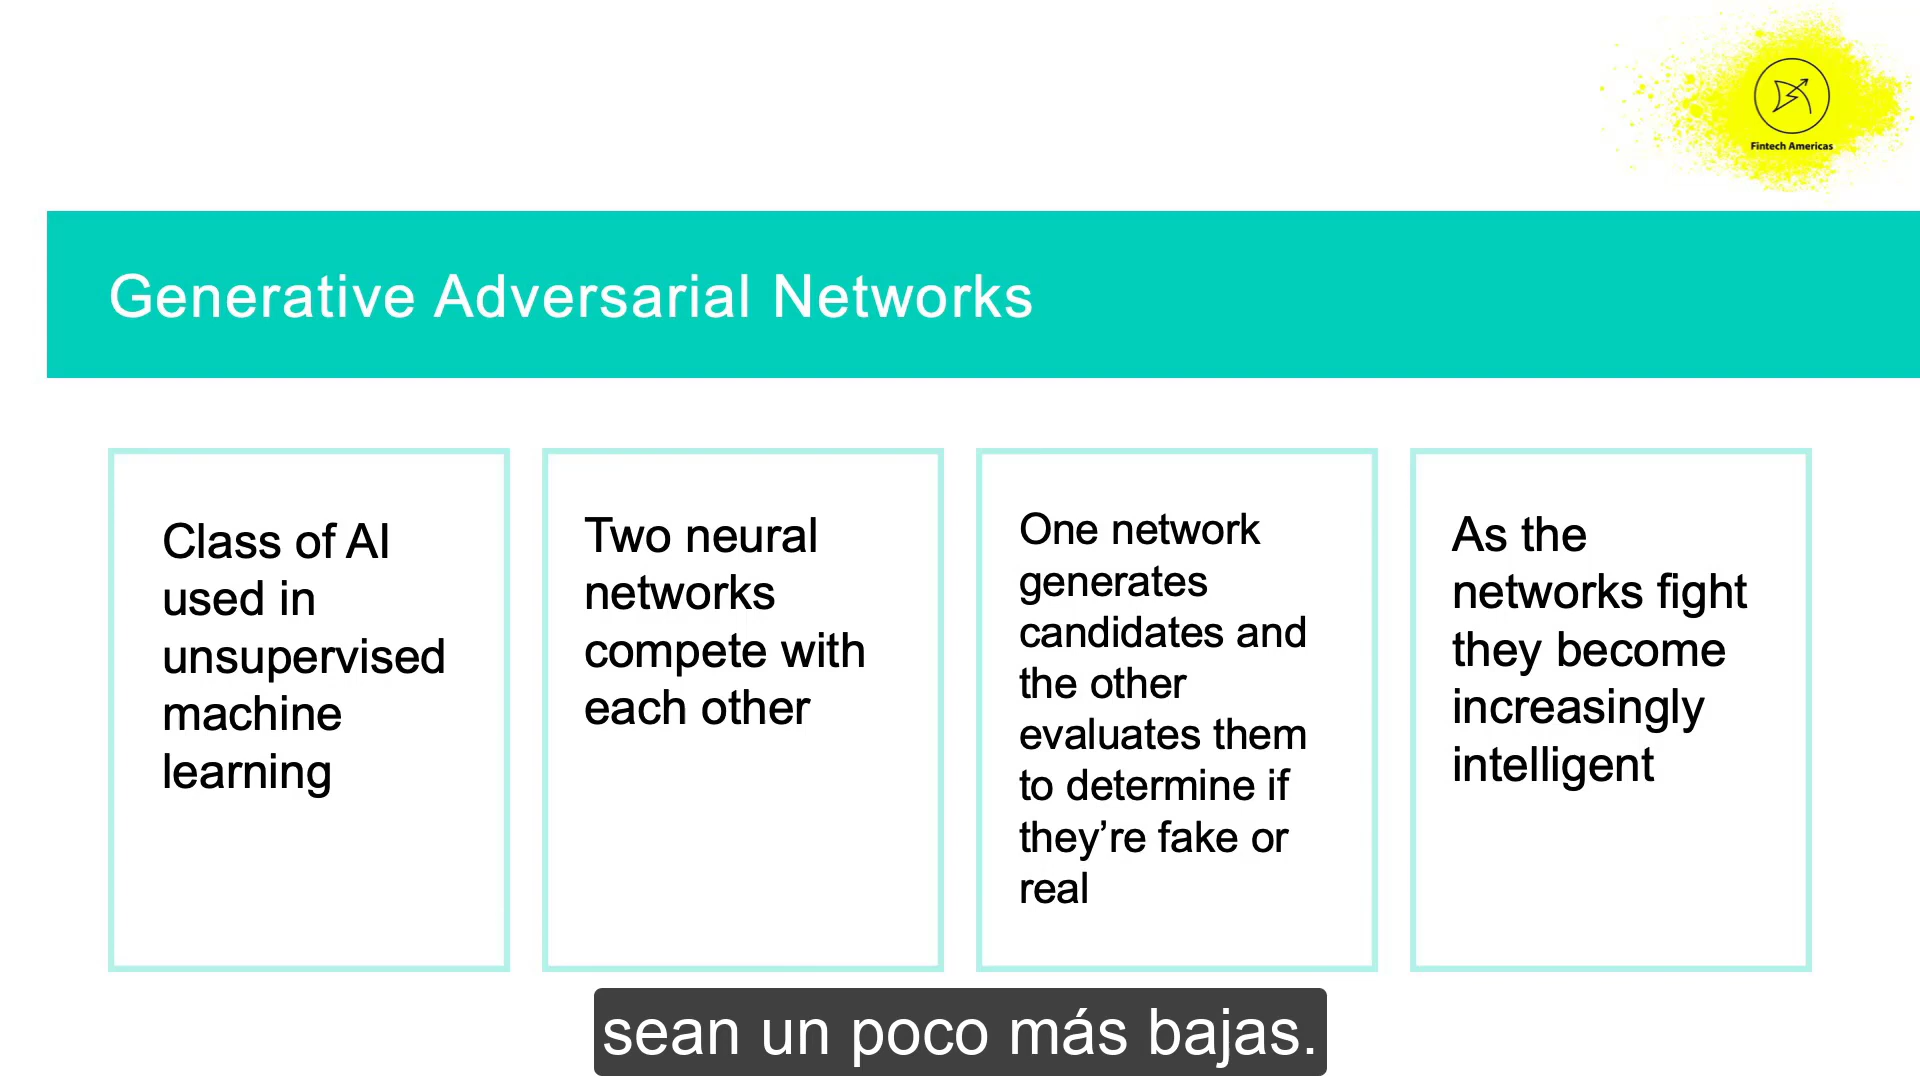 Fintech Americas
Generative Adversarial Networks
Class of AI
used in
unsupervised
machine
learning
Two neural
networks
compete with
each other
One network
generates
candidates and
the other
evaluates them
to determine if
they’re fake or
real
As the
networks fight
they become
increasingly
intelligent
sean un poco más bajas.